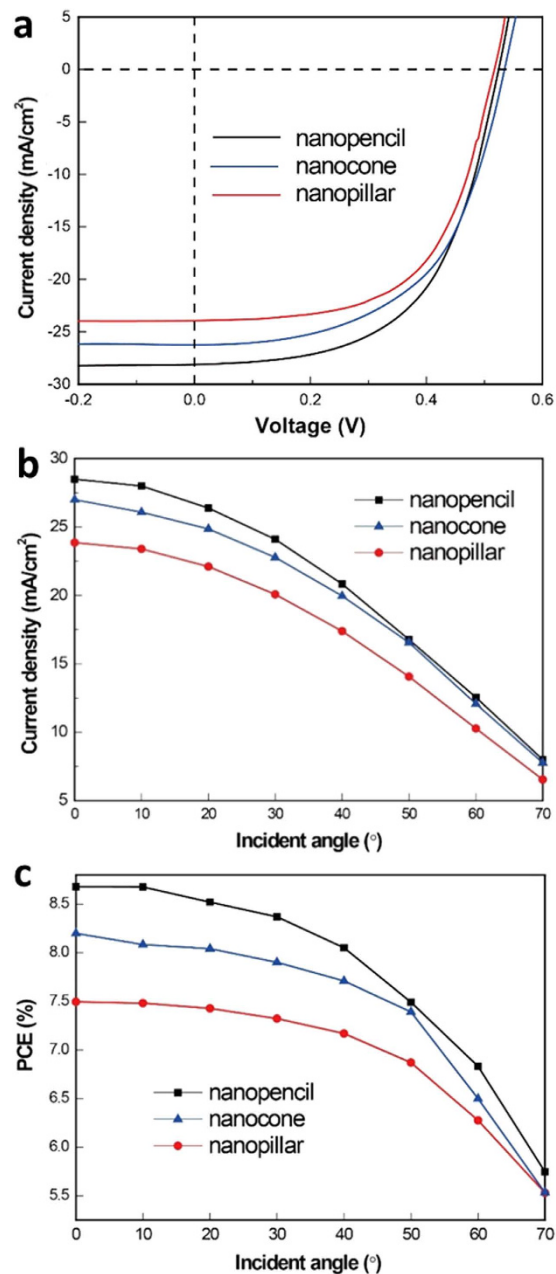 a
Current density (mA/cm²)
5
0
-5
-10
-15
-20
-25
-30
nanopencil
nanocone
nanopillar
-0.2
0.0
0.2
0.4
0.6
Voltage (V)
b
Current density (mA/cm²)
30
25
20
15
10
5
nanopencil
nanocone
nanopillar
0
10
20
30
40
50
60
70
Incident angle (°)
c
PCE (%)
8.5
8.0
7.5
7.0
6.5
6.0
5.5
nanopencil
nanocone
nanopillar
0
10
20
30
40
50
60
70
Incident angle (°)